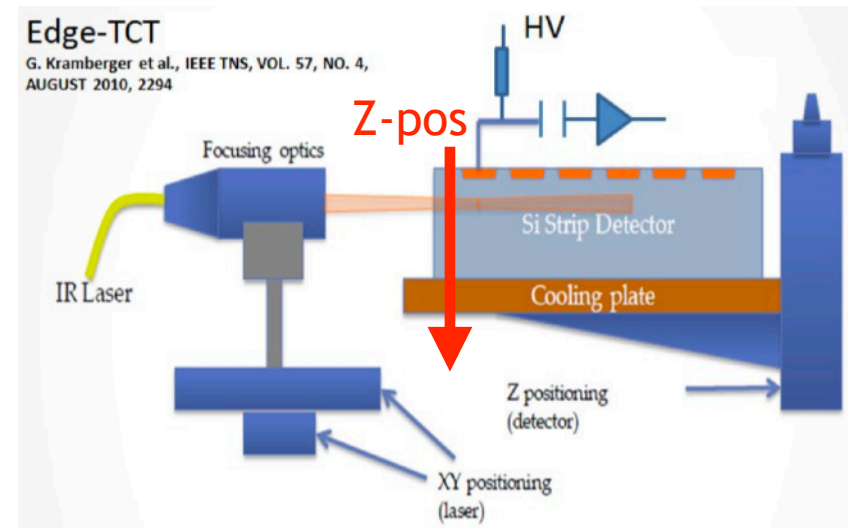 Edge-TCT
G. Kramberger et al., IEEE TNS, VOL. 57, NO. 4,
AUGUST 2010, 2294
HV
Z-pos
Focusing optics
Si Strip Detector
IR Laser
Cooling plate
Z positioning
(detector)
XY positioning
(laser)